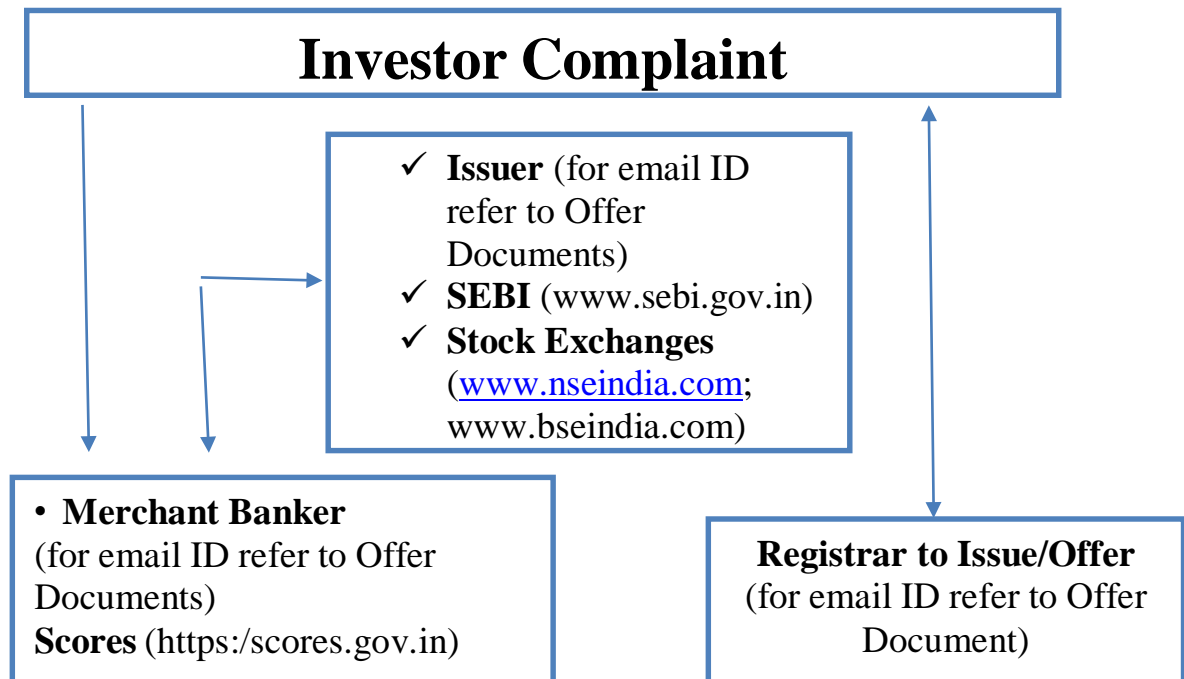 Investor Complaint
✓ Issuer (for email ID
refer to Offer
Documents)
✓ SEBI (www.sebi.gov.in)
✓ Stock Exchanges
(www.nseindia.com;
www.bseindia.com)
• Merchant Banker
(for email ID refer to Offer
Documents)
Scores (https:/scores.gov.in)
Registrar to Issue/Offer
(for email ID refer to Offer
Document)